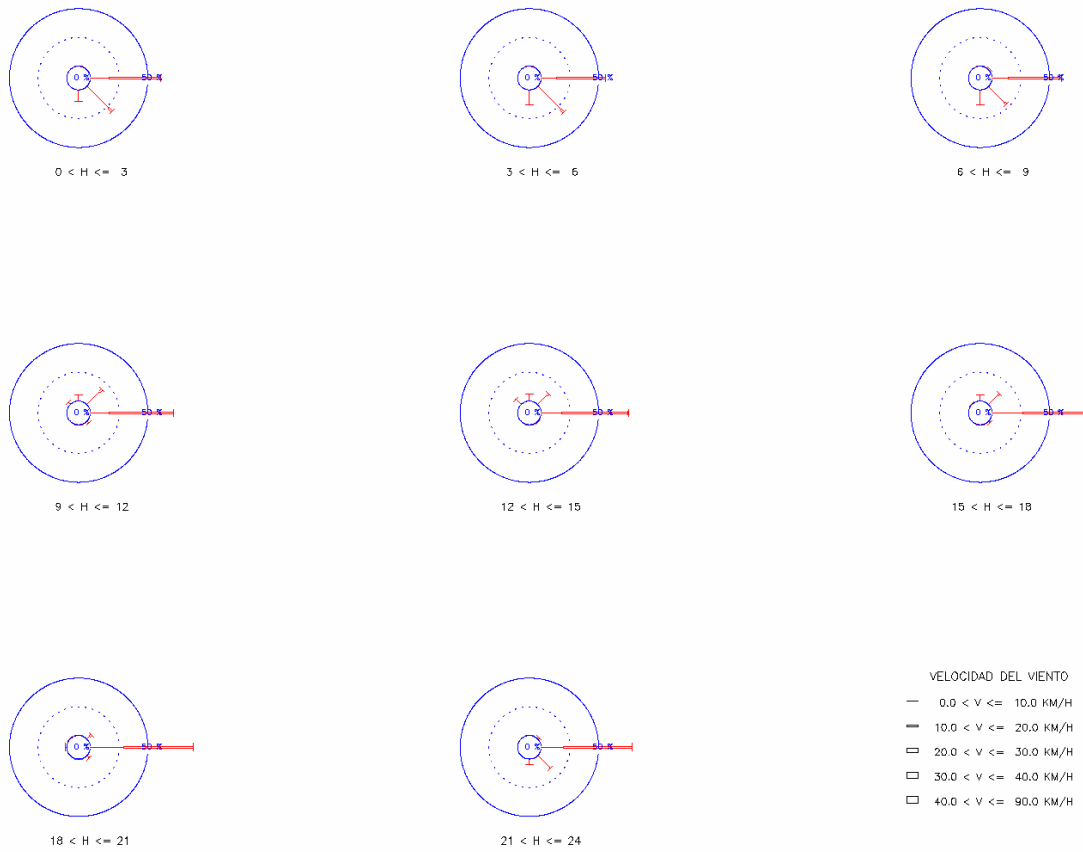 0 % 50 %
0 < H <= 3
0 % 50 %
3 < H <= 6
0 % 50 %
6 < H <= 9
0 % 50 %
9 < H <= 12
0 % 50 %
12 < H <= 15
0 % 50 %
15 < H <= 18
0 % 50 %
18 < H <= 21
0 % 50 %
21 < H <= 24
VELOCIDAD DEL VIENTO
0.0 < V <= 10.0 KM/H
10.0 < V <= 20.0 KM/H
20.0 < V <= 30.0 KM/H
30.0 < V <= 40.0 KM/H
40.0 < V <= 90.0 KM/H